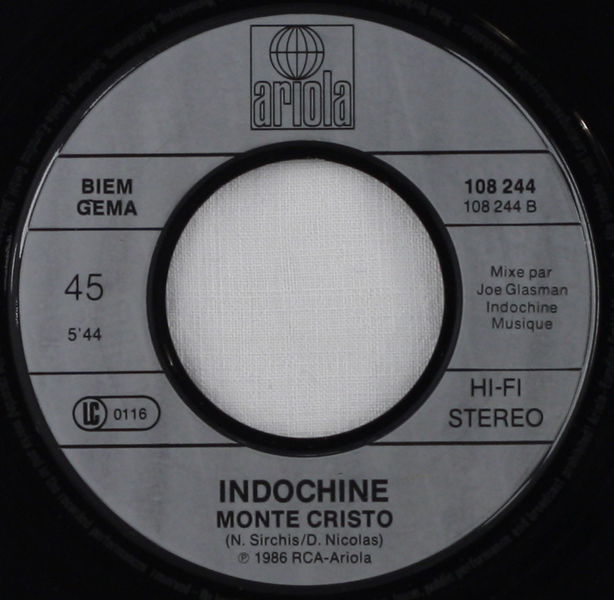 ariola
BIEM
GEMA
108 244
108 244 B
45
5'44
Mixe par
Joe Glasman
Indochine
Musique
LC 0116
HI-FI
STEREO
INDOCHINE
MONTE CRISTO
(N. Sirchis/D. Nicolas)
℗ 1986 RCA-Ariola